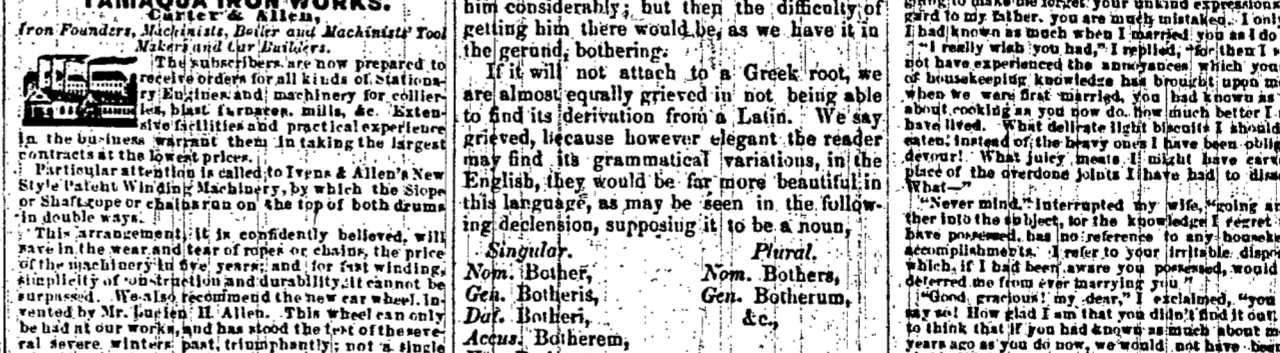 TAMAQUA IRON WORKS.
Carter & Allen,
Iron Founders, Machinists, Boiler and Machinists' Tool
Makers and Car Builders.
The subscribers are now prepared to
receive orders for all kinds of Stationa-
ry Engines and machinery for collier-
ies, blast furnaces, mills, &c. Exten-
sive facilities and practical experience
in the business warrant them in taking the largest
contracts at the lowest prices.
Particular attention is called to Ivens & Allen's New
Style Patent Winding Machinery, by which the Slope
or Shaft rope or chains run on the top of both drums
in double ways.
This arrangement, it is confidently believed, will
save in the wear and tear of ropes or chains, the price
of the machinery in five years; and for fast winding,
simplicity of construction and durability, it cannot be
surpassed. We also recommend the new car wheel, in-
vented by Mr. Lucien H. Allen. This wheel can only
be had at our works, and has stood the test of the seve-
ral severe winters past, triumphantly; not a single
him considerably; but then the difficulty of
getting him there would be, as we have it in
the gerund, bothering.
If it will not attach to a Greek root, we
are almost equally grieved in not being able
to find its derivation from a Latin. We say
grieved, because however elegant the reader
may find its grammatical variations, in the
English, they would be far more beautiful in
this language, as may be seen in the follow-
ing declension, supposing it to be a noun,
Singular. Plural.
Nom. Bother, Nom. Bothers,
Gen. Botheris, Gen. Botherum,
Dat. Botheri, &c.,
Accus. Botherem,
going to make me forget your unkind expressions
gard to my father, you are much mistaken. I onl
I had known as much when I married you as I do
"I really wish you had," I replied, "for then I
not have experienced the annoyances which you
of housekeeping knowledge has brought upon m
when we were first married, you had known as
about cooking as you now do, how much better I
have lived. What delicate light biscuits I should
eaten, instead of the heavy ones I have been oblig
devour! What juicy meats I might have carv
place of the overdone joints I have had to diss
What—"
"Never mind," interrupted my wife, "going ar
ther into the subject, for the knowledge I regret
have possessed, has no reference to any houseke
accomplishments. I refer to your irritable dispo
which, if I had been aware you possessed, would
deterred me from ever marrying you."
"Good gracious! my dear," I exclaimed, "you
say so! How glad I am that you didn't find it out,
to think that if you had known as much about m
years ago as you do now, we would not have been